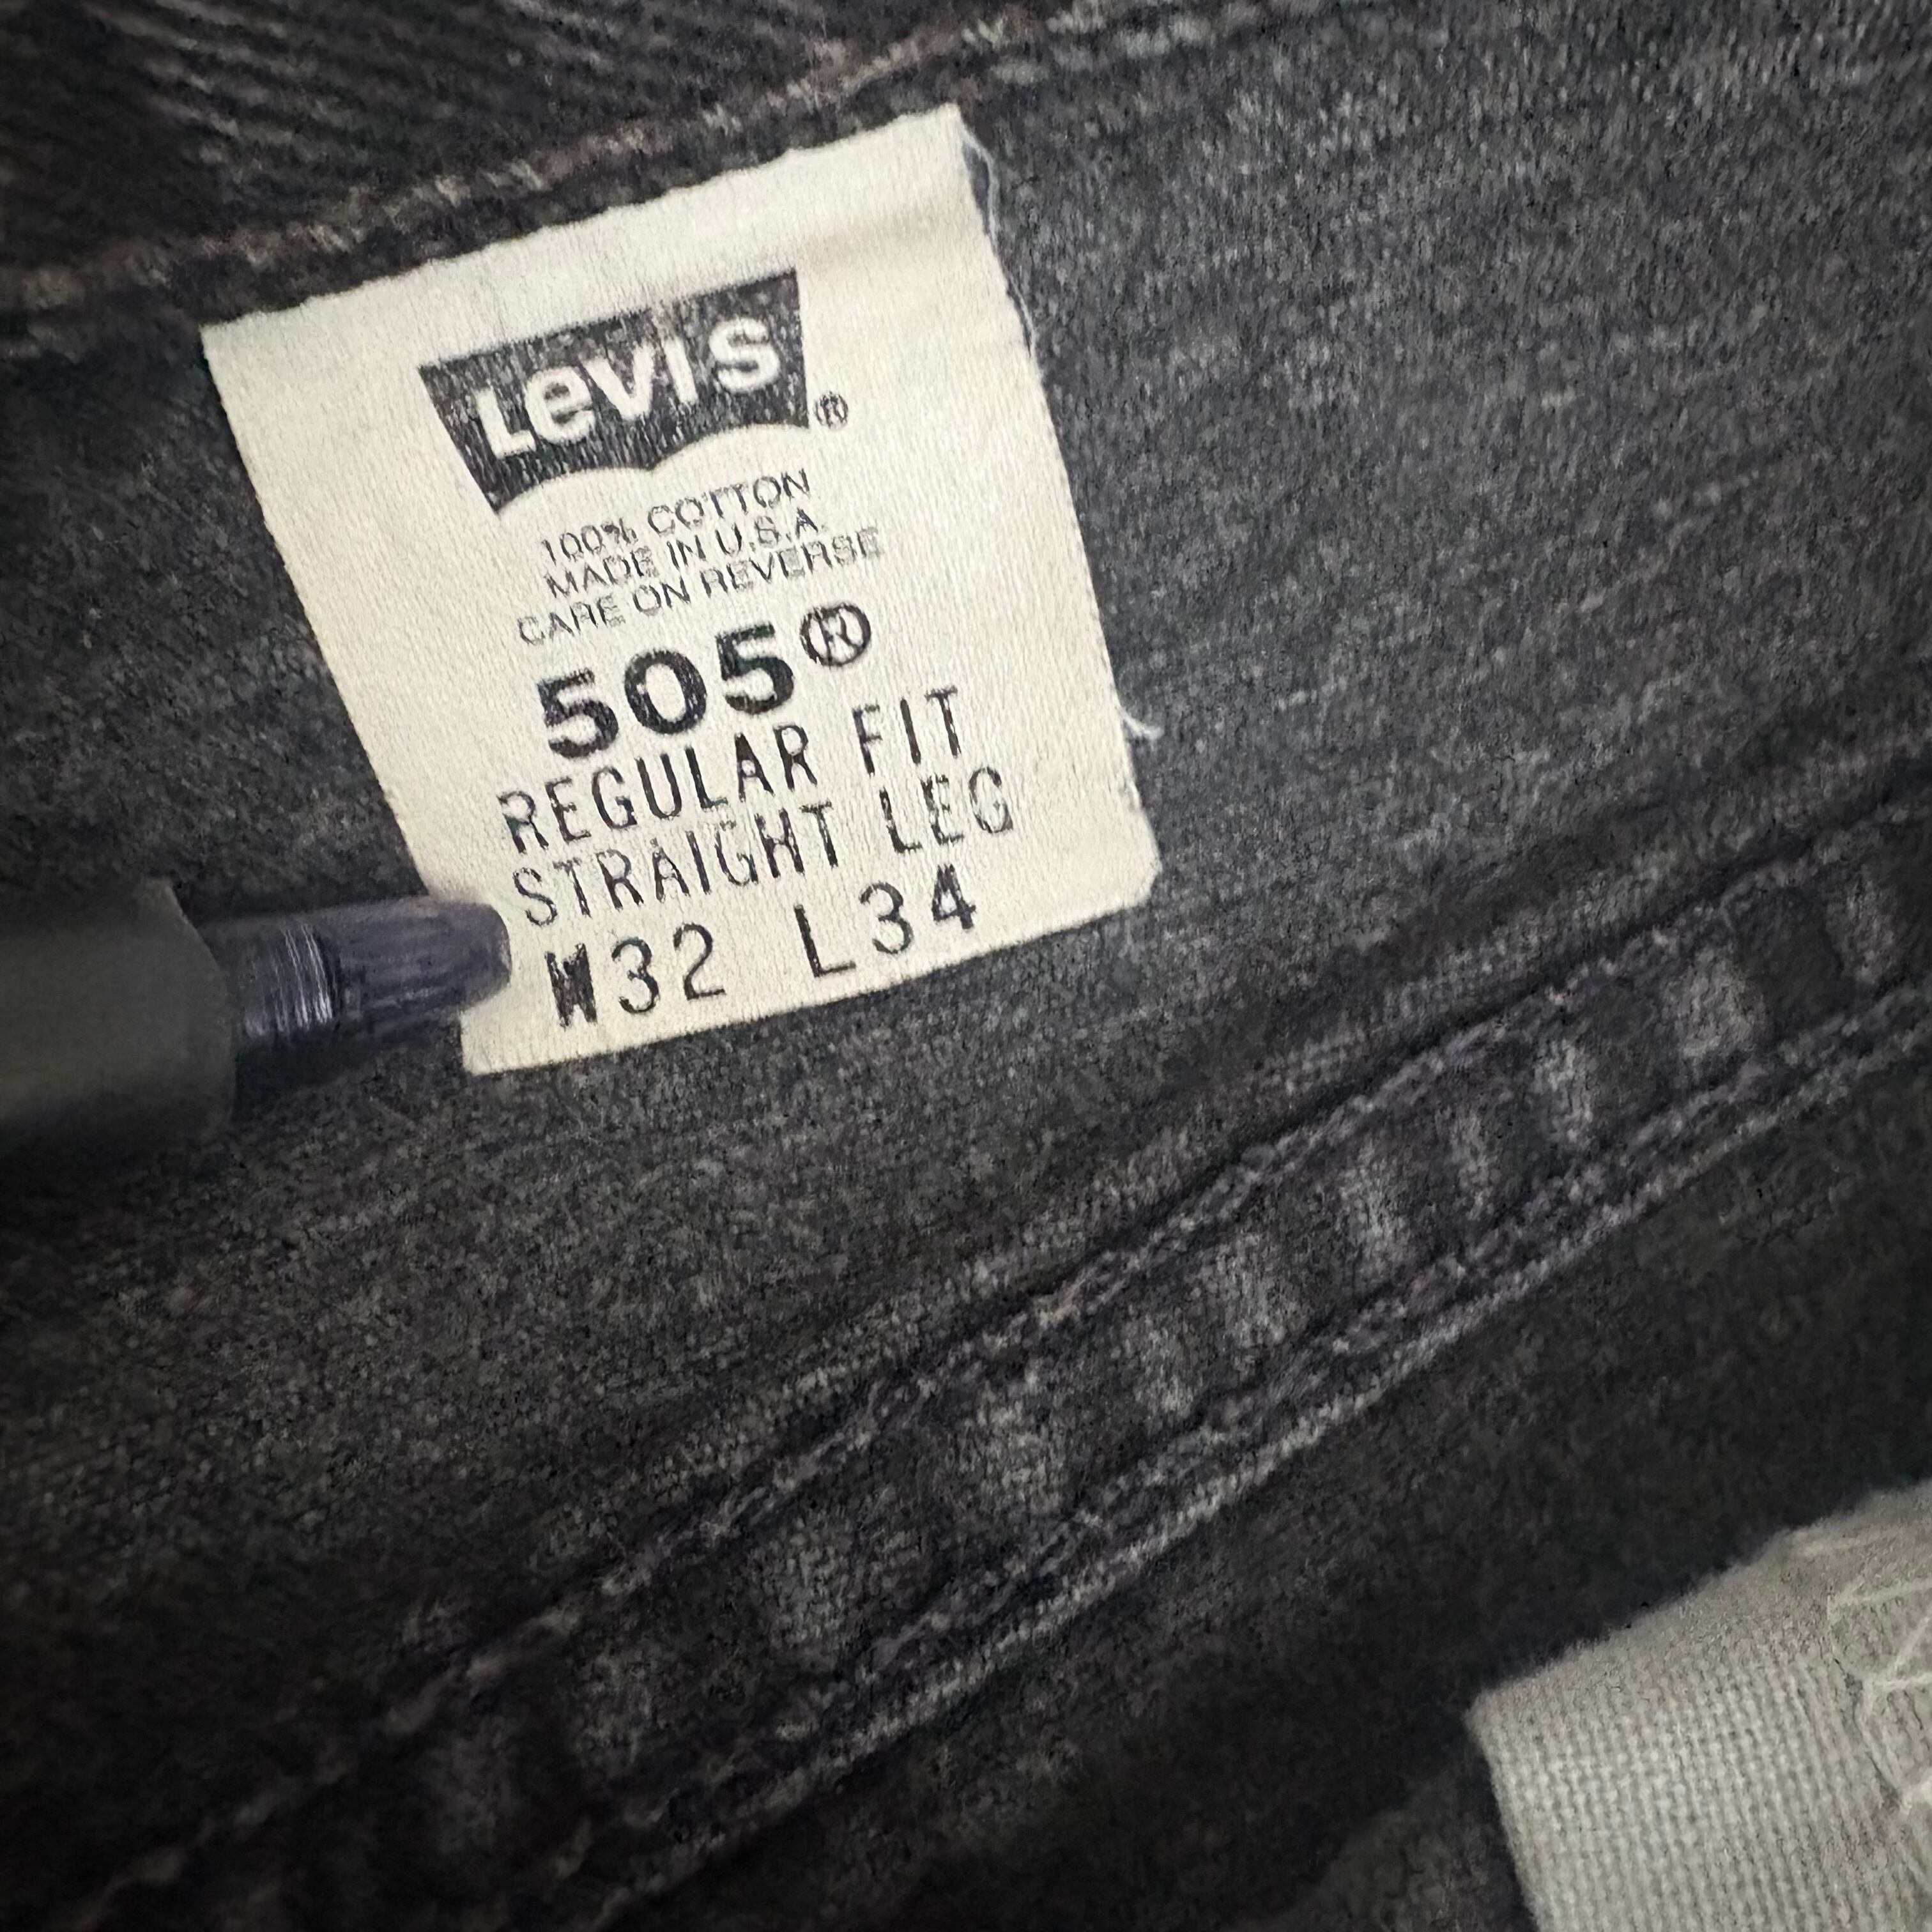 Levi's ®
100% COTTON
MADE IN U.S.A.
CARE ON REVERSE
505®
REGULAR FIT
STRAIGHT LEG
W32 L34